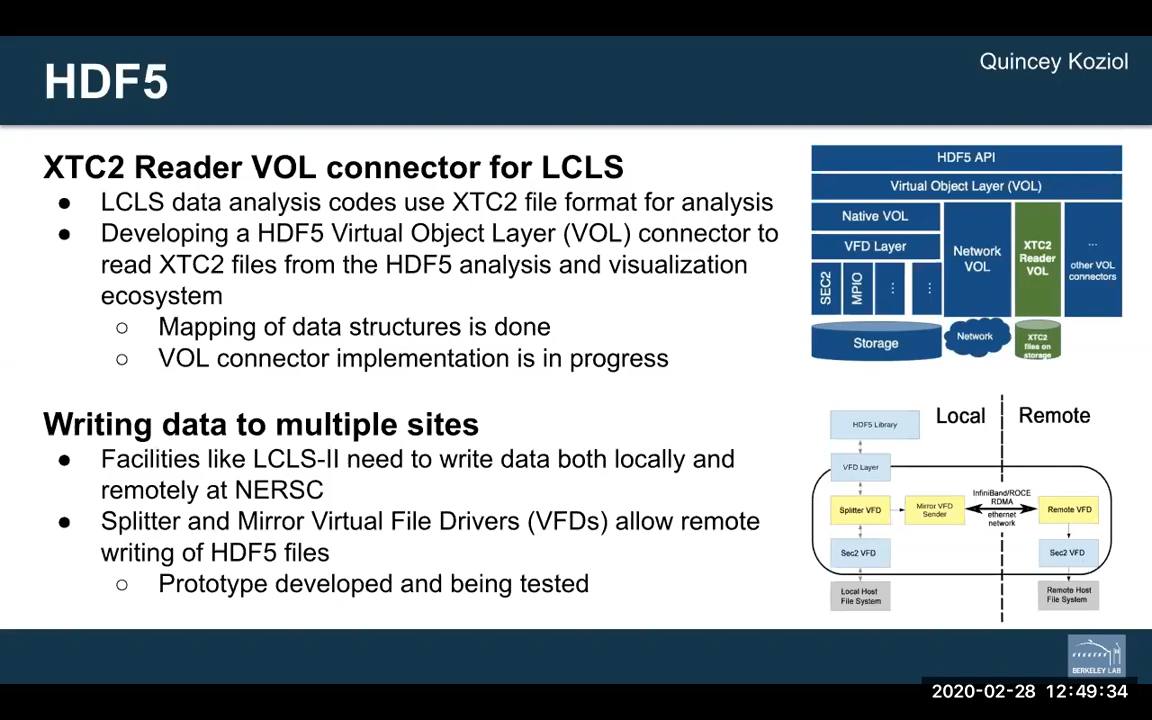 Quincey Koziol
HDF5
XTC2 Reader VOL connector for LCLS
● LCLS data analysis codes use XTC2 file format for analysis
● Developing a HDF5 Virtual Object Layer (VOL) connector to
read XTC2 files from the HDF5 analysis and visualization
ecosystem
○ Mapping of data structures is done
○ VOL connector implementation is in progress
Writing data to multiple sites
● Facilities like LCLS-II need to write data both locally and
remotely at NERSC
● Splitter and Mirror Virtual File Drivers (VFDs) allow remote
writing of HDF5 files
○ Prototype developed and being tested
HDF5 API
Virtual Object Layer (VOL)
Native VOL
VFD Layer
SEC2
MPIO
...
...
Network
VOL
XTC2
Reader
VOL
...
other VOL
connectors
Storage
Network
XTC2
files on
storage
Local
Remote
HDF5 Library
VFD Layer
Splitter VFD
Mirror VFD
Sender
InfiniBand/ROCE
RDMA
ethernet
network
Remote VFD
Sec2 VFD
Sec2 VFD
Local Host
File System
Remote Host
File System
BERKELEY LAB
2020-02-28 12:49:34